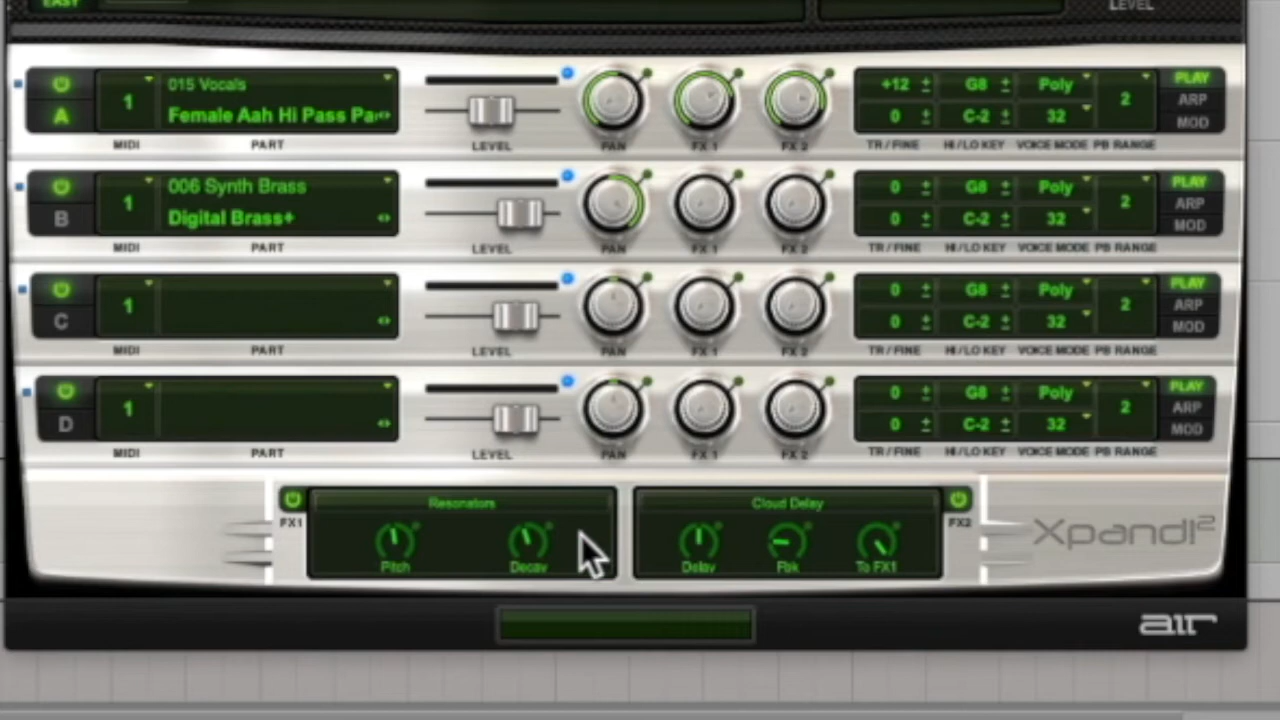 EASY
LEVEL
015 Vocals
Female Aah Hi Pass Pa
A
1
MIDI PART LEVEL PAN FX 1 FX 2
+12 ± G8 ± Poly 2 PLAY
ARP
0 ± C-2 ± 32 MOD
TR / FINE HI / LO KEY VOICE MODE PB RANGE
006 Synth Brass
Digital Brass+
B
1
MIDI PART LEVEL PAN FX 1 FX 2
0 ± G8 ± Poly 2 PLAY
ARP
0 ± C-2 ± 32 MOD
TR / FINE HI / LO KEY VOICE MODE PB RANGE
C
1
MIDI PART LEVEL PAN FX 1 FX 2
0 ± G8 ± Poly 2 PLAY
ARP
0 ± C-2 ± 32 MOD
TR / FINE HI / LO KEY VOICE MODE PB RANGE
D
1
MIDI PART LEVEL PAN FX 1 FX 2
0 ± G8 ± Poly 2 PLAY
ARP
0 ± C-2 ± 32 MOD
TR / FINE HI / LO KEY VOICE MODE PB RANGE
FX1
Resonators
Pitch Decay
Cloud Delay
Delay Fbk To FX1
FX2
Xpand!²
air